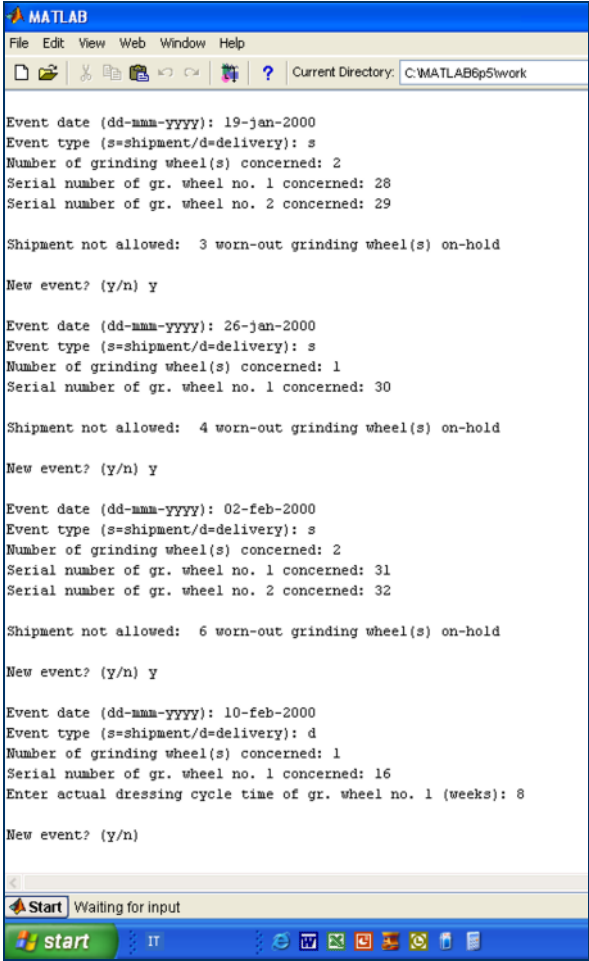 MATLAB
File Edit View Web Window Help
? Current Directory: C:\MATLAB6p5\work
Event date (dd-mmm-yyyy): 19-jan-2000
Event type (s=shipment/d=delivery): s
Number of grinding wheel(s) concerned: 2
Serial number of gr. wheel no. 1 concerned: 28
Serial number of gr. wheel no. 2 concerned: 29
Shipment not allowed: 3 worn-out grinding wheel(s) on-hold
New event? (y/n) y
Event date (dd-mmm-yyyy): 26-jan-2000
Event type (s=shipment/d=delivery): s
Number of grinding wheel(s) concerned: 1
Serial number of gr. wheel no. 1 concerned: 30
Shipment not allowed: 4 worn-out grinding wheel(s) on-hold
New event? (y/n) y
Event date (dd-mmm-yyyy): 02-feb-2000
Event type (s=shipment/d=delivery): s
Number of grinding wheel(s) concerned: 2
Serial number of gr. wheel no. 1 concerned: 31
Serial number of gr. wheel no. 2 concerned: 32
Shipment not allowed: 6 worn-out grinding wheel(s) on-hold
New event? (y/n) y
Event date (dd-mmm-yyyy): 10-feb-2000
Event type (s=shipment/d=delivery): d
Number of grinding wheel(s) concerned: 1
Serial number of gr. wheel no. 1 concerned: 16
Enter actual dressing cycle time of gr. wheel no. 1 (weeks): 8
New event? (y/n)
Start Waiting for input
start IT